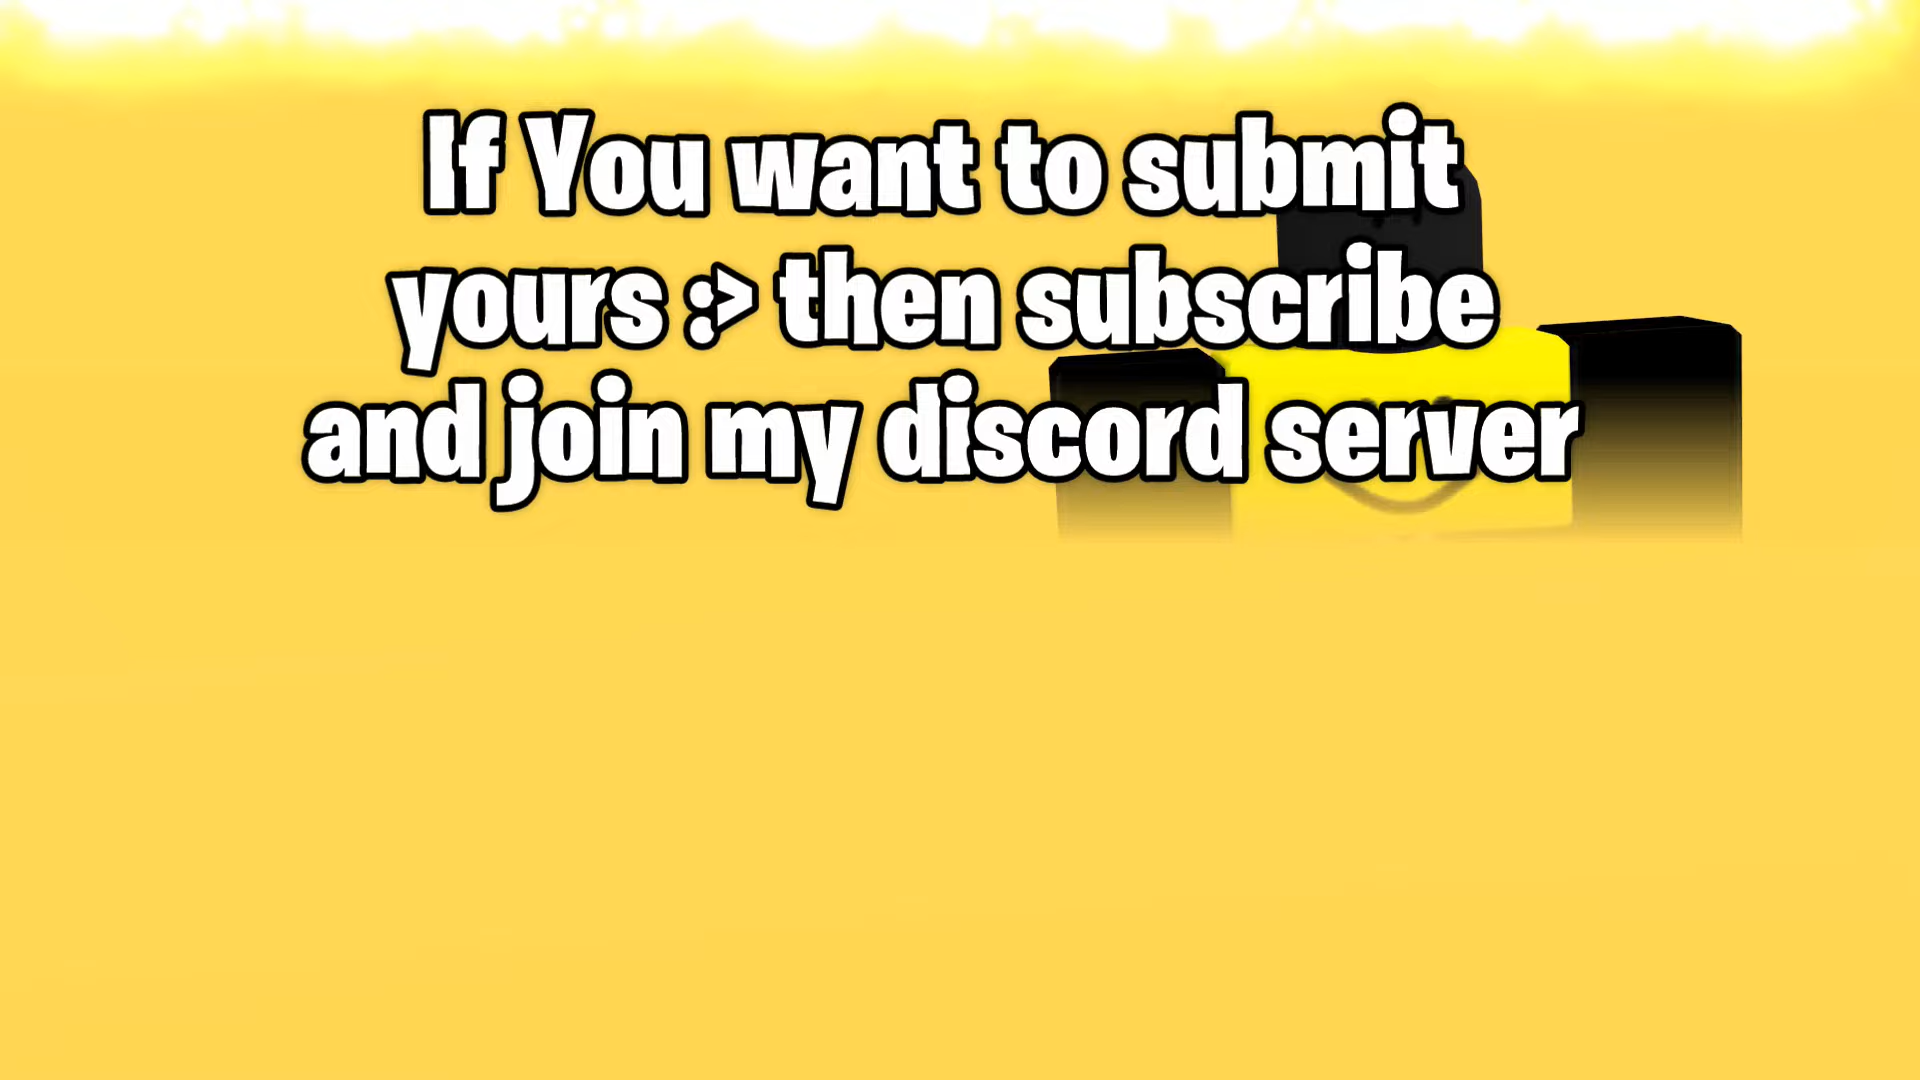 If You want to submit
yours :> then subscribe
and join my discord server